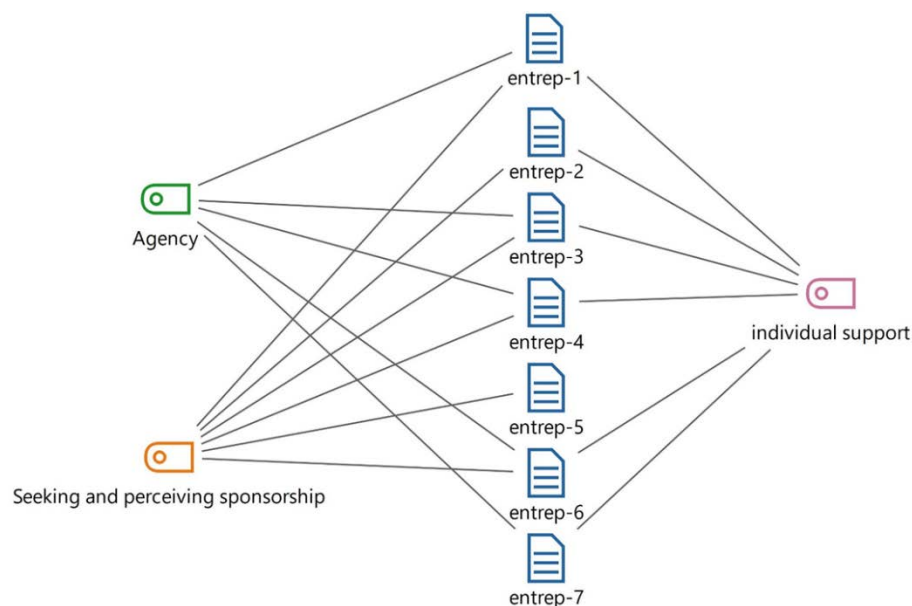 entrep-1
entrep-2
Agency
entrep-3
entrep-4
individual support
entrep-5
Seeking and perceiving sponsorship
entrep-6
entrep-7